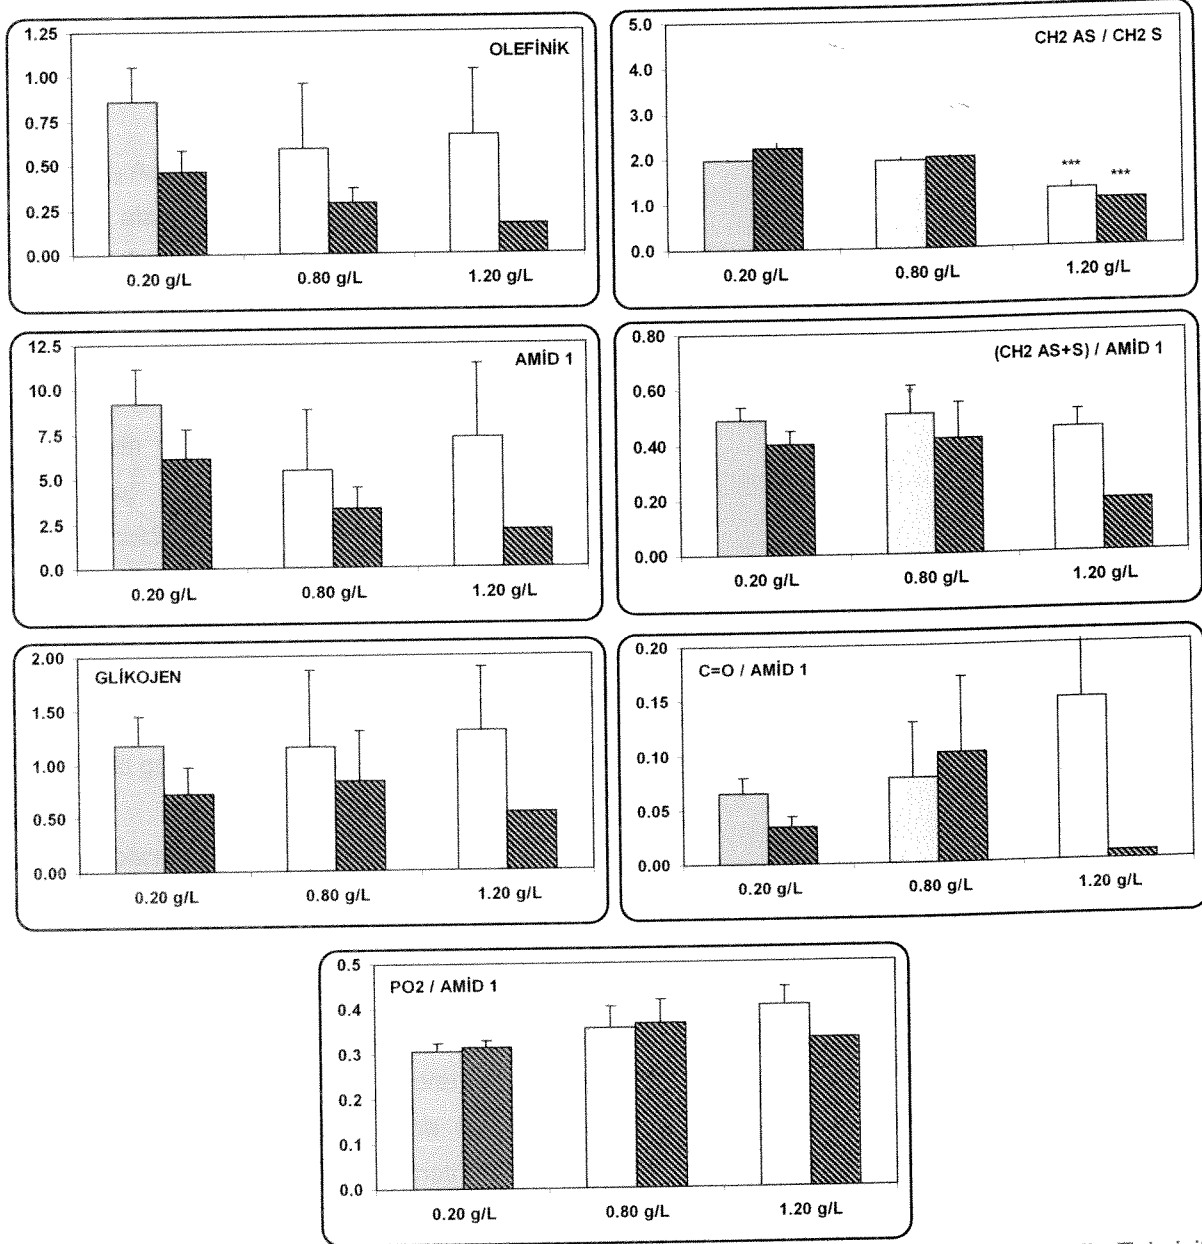 OLEFİNİK
1.25
1.00
0.75
0.50
0.25
0.00
0.20 g/L 0.80 g/L 1.20 g/L
CH2 AS / CH2 S
5.0
4.0
3.0
2.0
1.0
0.0
*** ***
0.20 g/L 0.80 g/L 1.20 g/L
AMİD 1
12.5
10.0
7.5
5.0
2.5
0.0
0.20 g/L 0.80 g/L 1.20 g/L
(CH2 AS+S) / AMİD 1
0.80
0.60
0.40
0.20
0.00
*
0.20 g/L 0.80 g/L 1.20 g/L
GLİKOJEN
2.00
1.50
1.00
0.50
0.00
0.20 g/L 0.80 g/L 1.20 g/L
C=O / AMİD 1
0.20
0.15
0.10
0.05
0.00
0.20 g/L 0.80 g/L 1.20 g/L
PO2 / AMİD 1
0.5
0.4
0.3
0.2
0.1
0.0
0.20 g/L 0.80 g/L 1.20 g/L